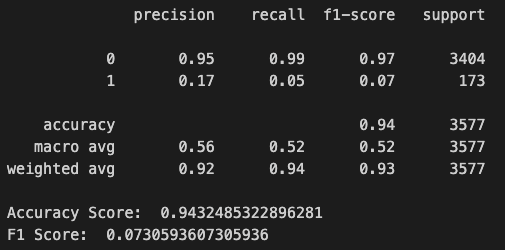 precision recall f1-score support
0 0.95 0.99 0.97 3404
1 0.17 0.05 0.07 173
accuracy 0.94 3577
macro avg 0.56 0.52 0.52 3577
weighted avg 0.92 0.94 0.93 3577
Accuracy Score: 0.9432485322896281
F1 Score: 0.0730593607305936